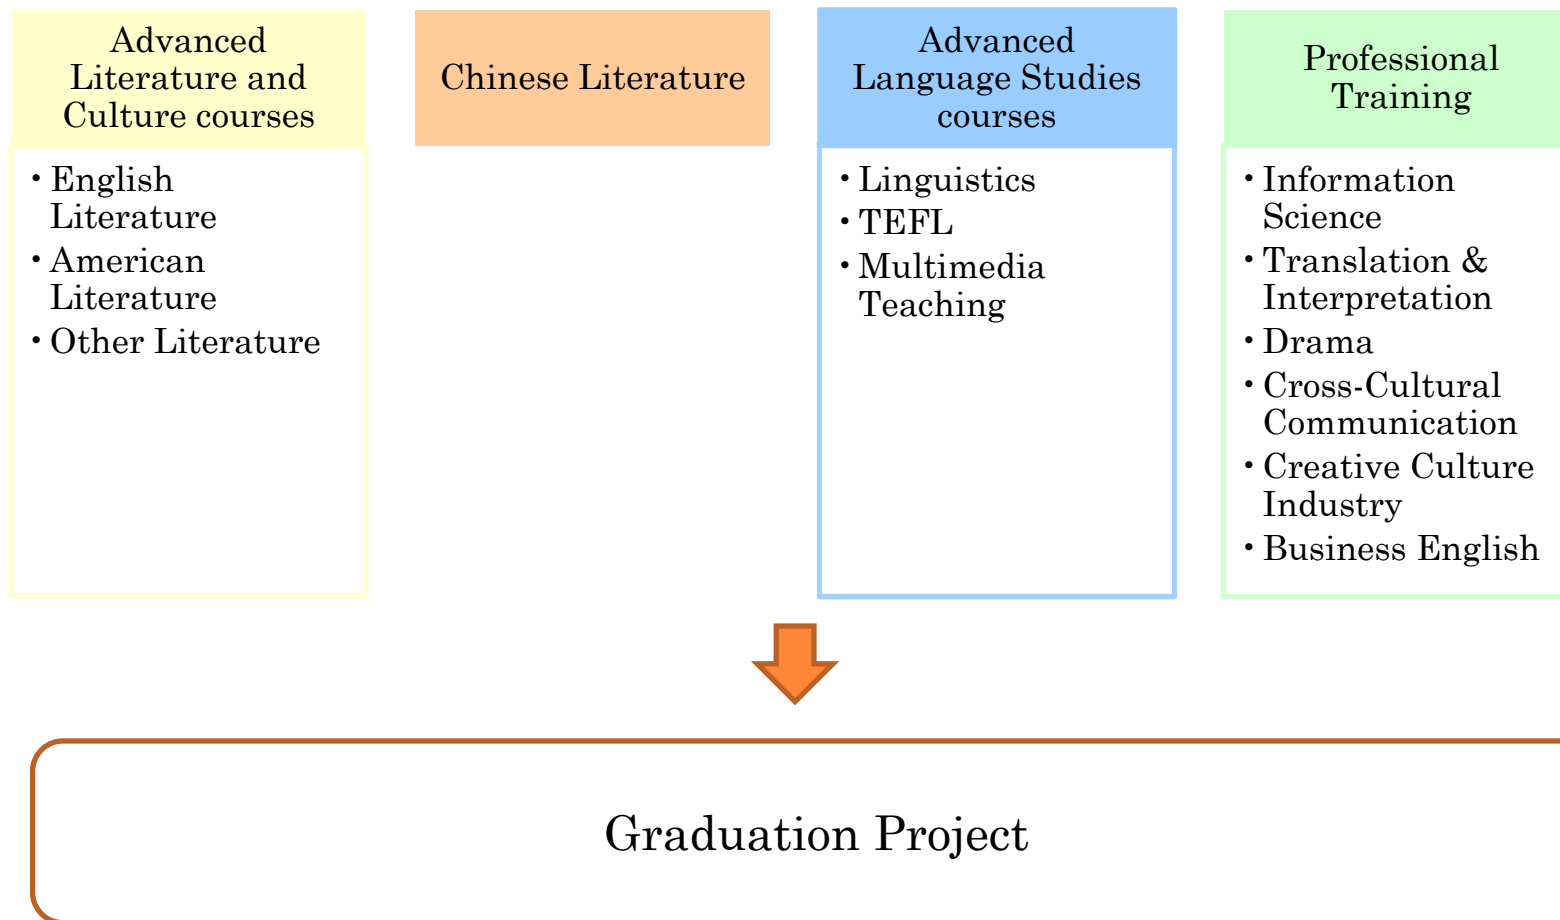 Advanced
Literature and
Culture courses
• English
Literature
• American
Literature
• Other Literature
Chinese Literature
Advanced
Language Studies
courses
• Linguistics
• TEFL
• Multimedia
Teaching
Professional
Training
• Information
Science
• Translation &
Interpretation
• Drama
• Cross-Cultural
Communication
• Creative Culture
Industry
• Business English
Graduation Project